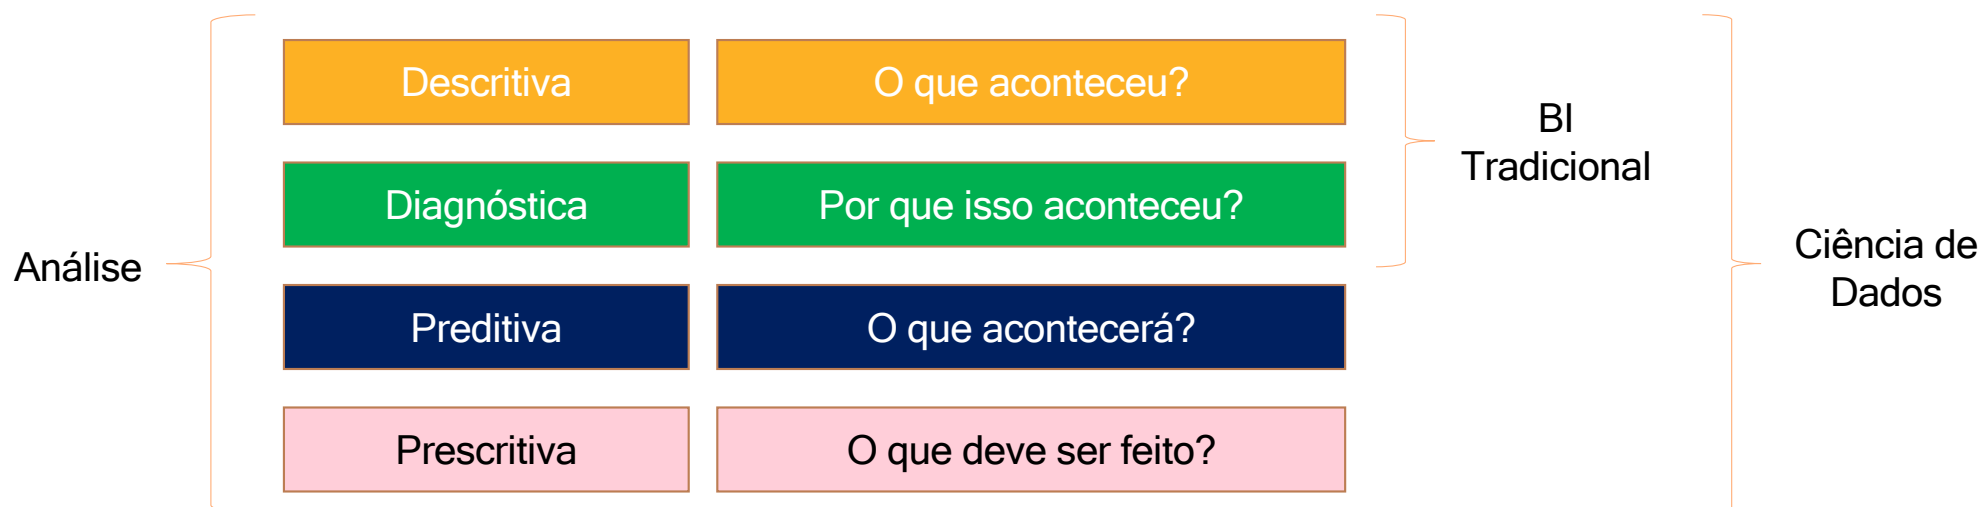 Análise
Descritiva
O que aconteceu?
Diagnóstica
Por que isso aconteceu?
Preditiva
O que acontecerá?
Prescritiva
O que deve ser feito?
BI
Tradicional
Ciência de
Dados